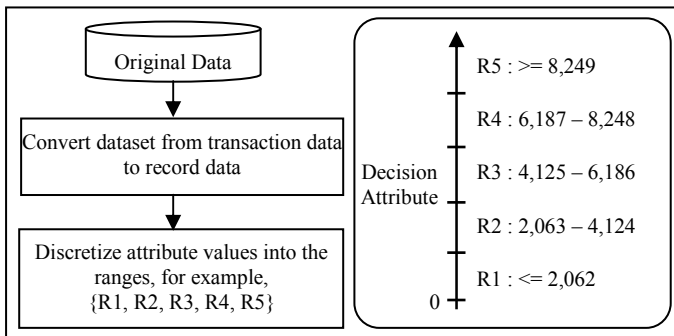 Original Data
Convert dataset from transaction data
to record data
Discretize attribute values into the
ranges, for example,
{R1, R2, R3, R4, R5}
Decision
Attribute
R5 : >= 8,249
R4 : 6,187 – 8,248
R3 : 4,125 – 6,186
R2 : 2,063 – 4,124
R1 : <= 2,062
0